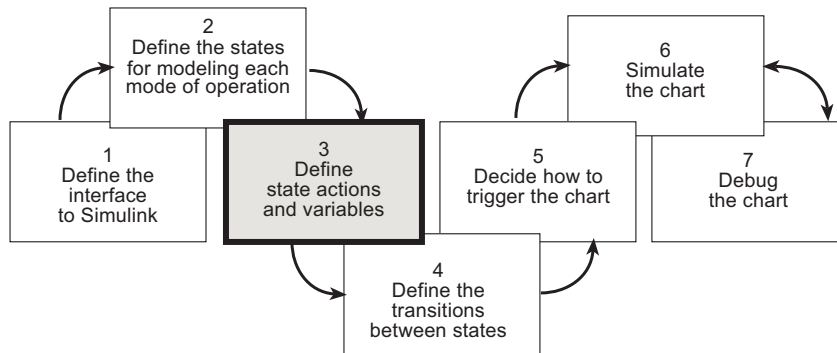 1
Define the
interface
to Simulink
2
Define the states
for modeling each
mode of operation
3
Define
state actions
and variables
4
Define the
transitions
between states
5
Decide how to
trigger the chart
6
Simulate
the chart
7
Debug
the chart